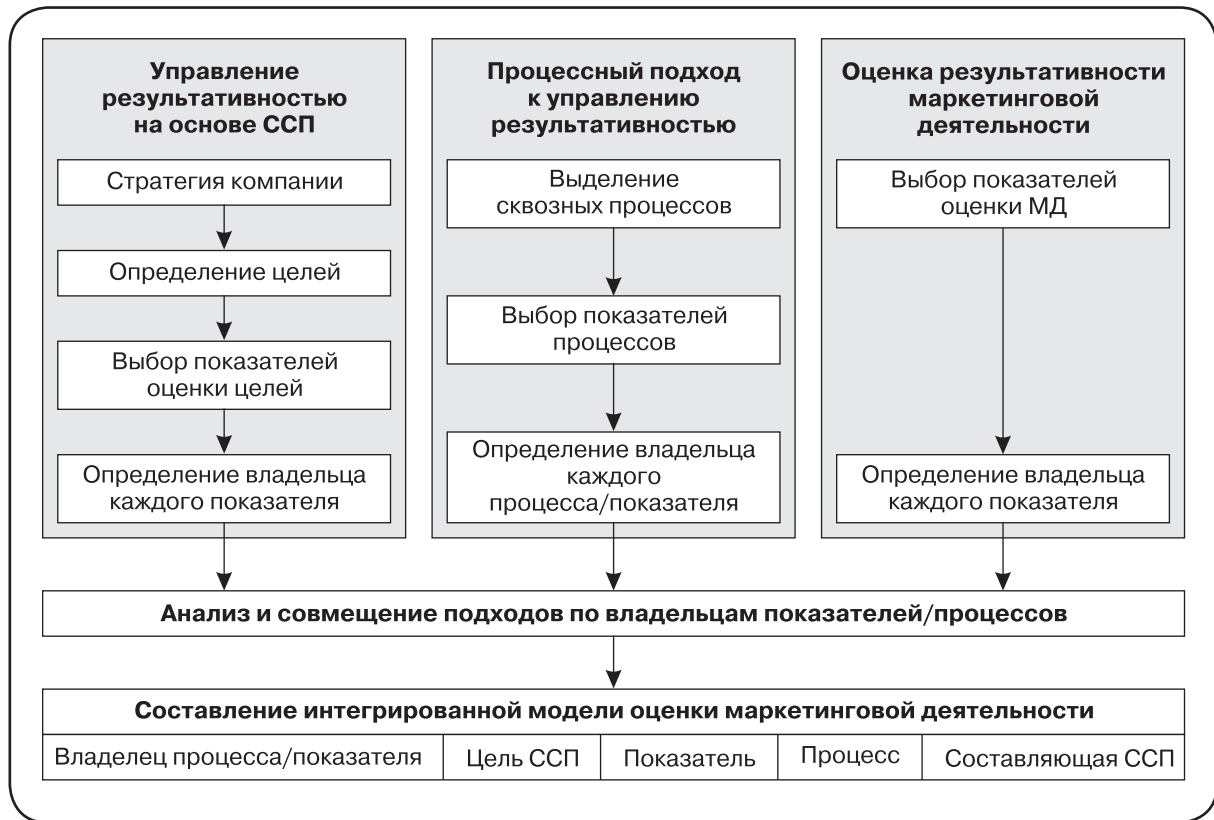 Управление
результативностью
на основе ССП
Стратегия компании
Определение целей
Выбор показателей
оценки целей
Определение владельца
каждого показателя
Процессный подход
к управлению
результативностью
Выделение
сквозных процессов
Выбор показателей
процессов
Определение владельца
каждого
процесса/показателя
Оценка результативности
маркетинговой
деятельности
Выбор показателей
оценки МД
Определение владельца
каждого показателя
Анализ и совмещение подходов по владельцам показателей/процессов
Составление интегрированной модели оценки маркетинговой деятельности
Владелец процесса/показателя
Цель ССП
Показатель
Процесс
Составляющая ССП